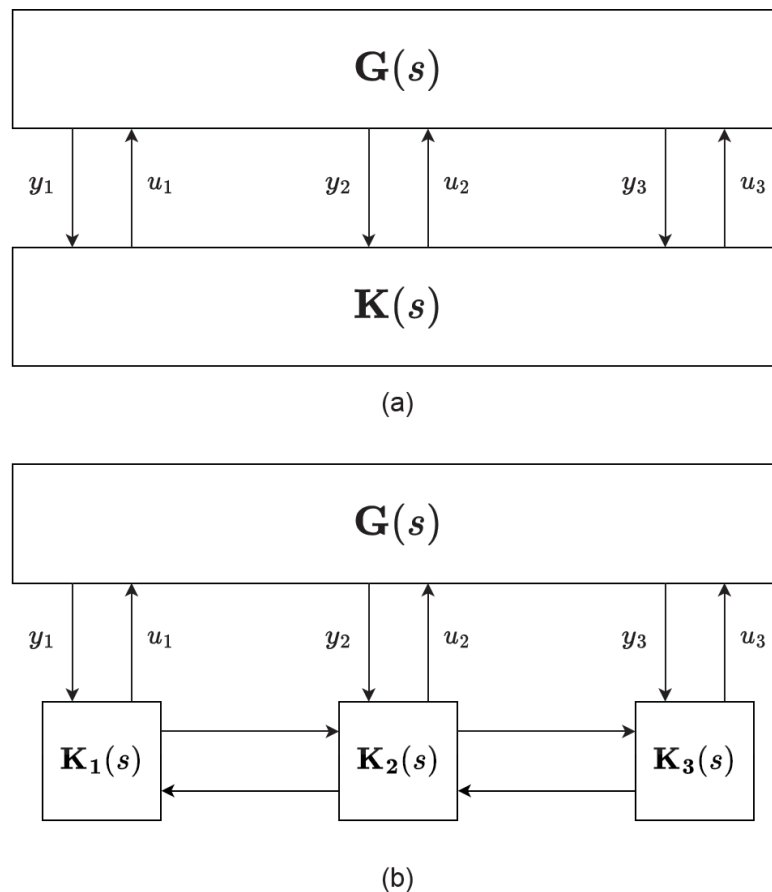 G(s)
y₁ u₁ y₂ u₂ y₃ u₃
K(s)
(a)
G(s)
y₁ u₁ y₂ u₂ y₃ u₃
K₁(s) K₂(s) K₃(s)
(b)